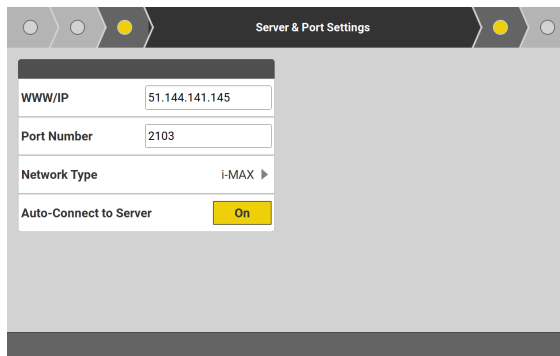 Server & Port Settings
WWW/IP 51.144.141.145
Port Number 2103
Network Type i-MAX
Auto-Connect to Server On